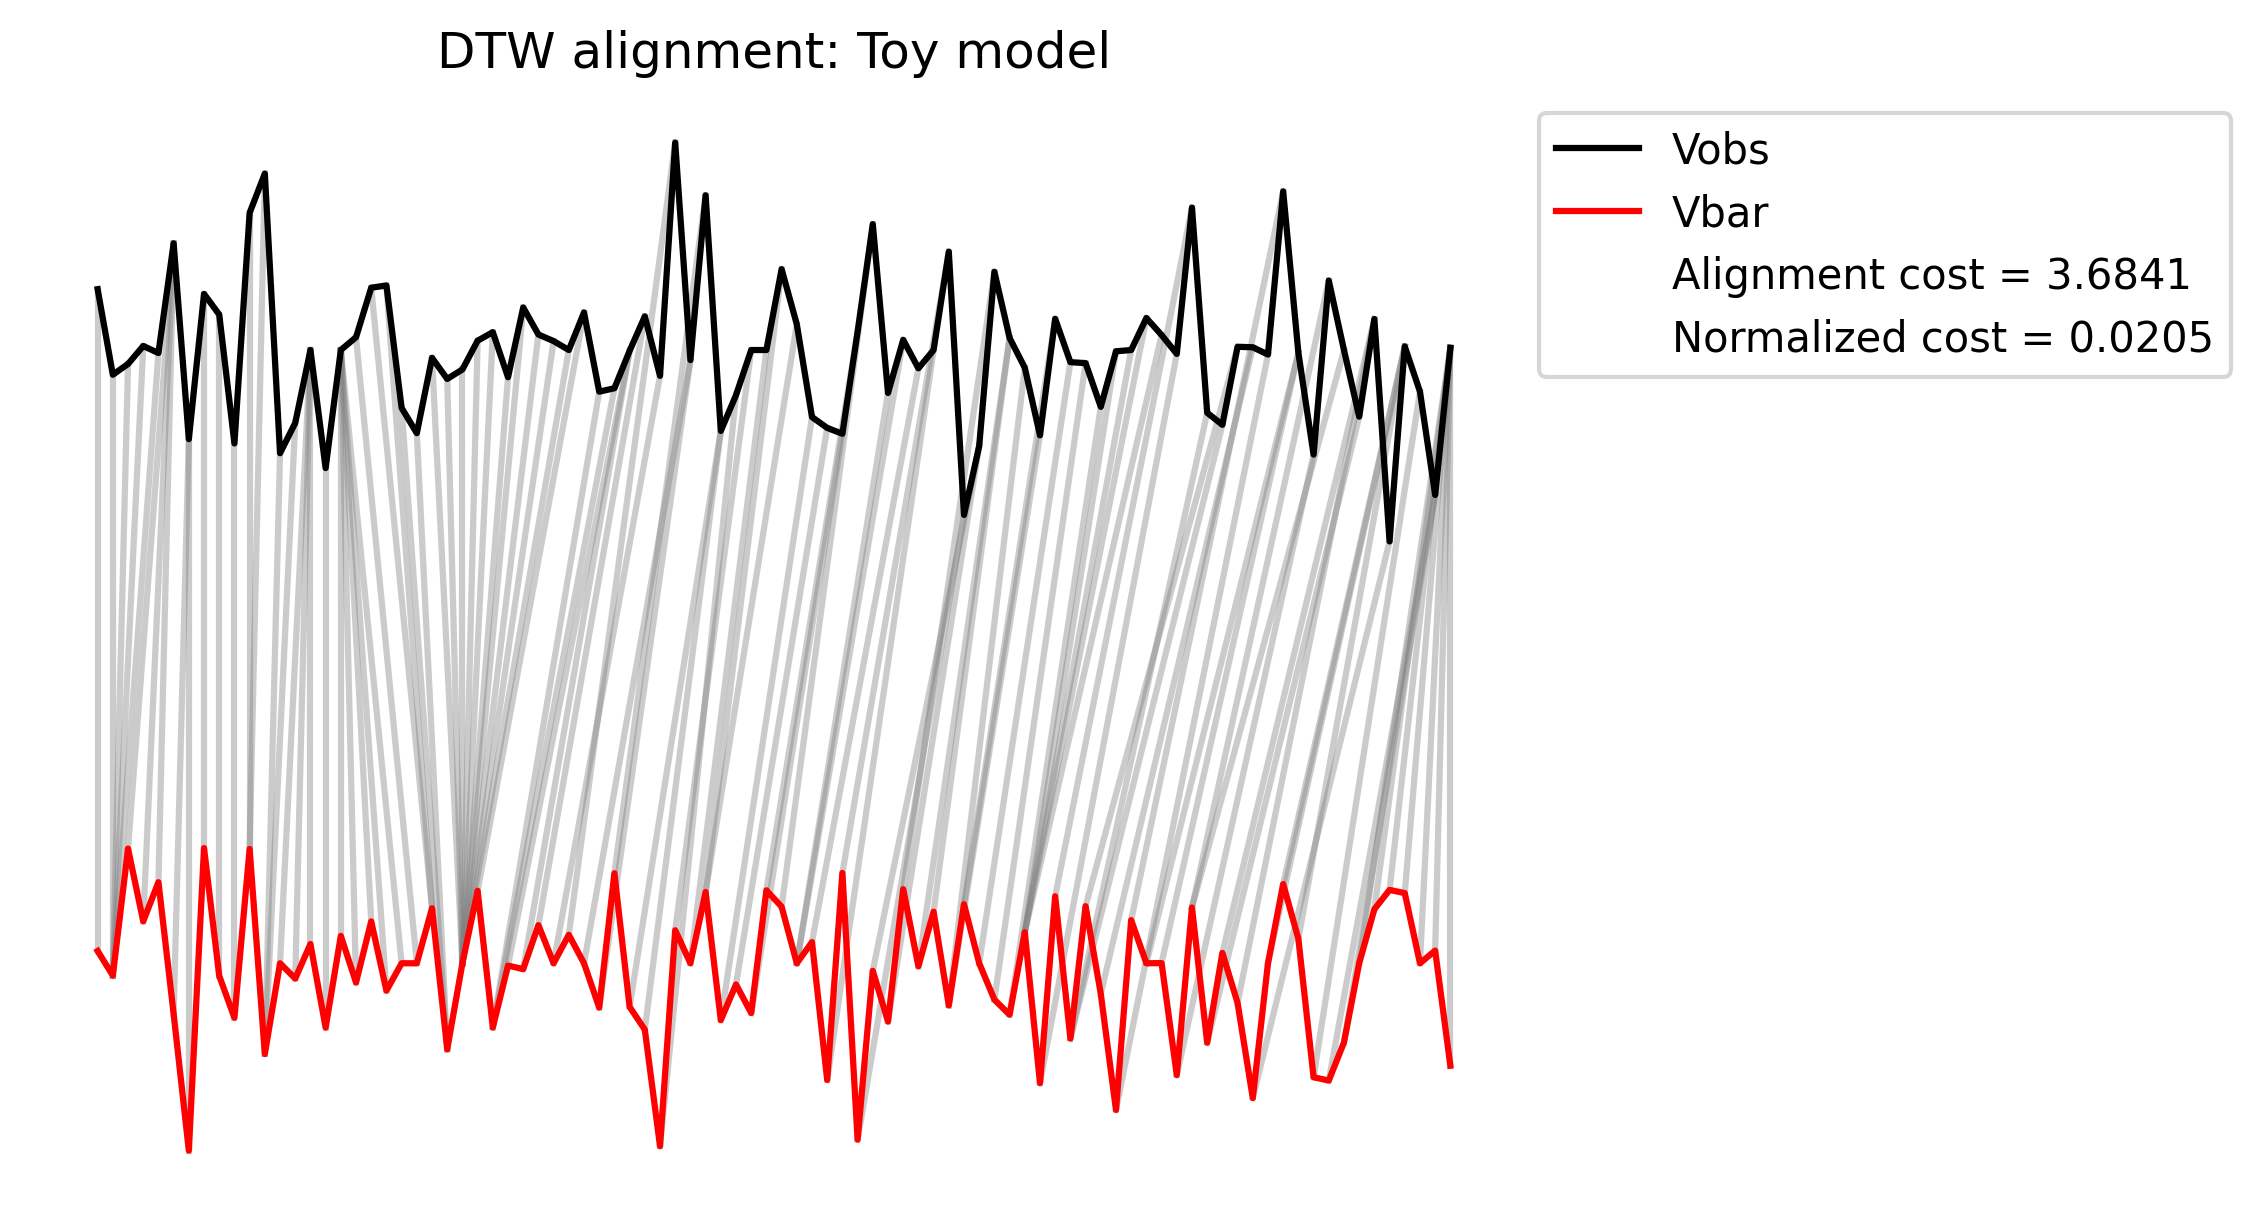 DTW alignment: Toy model
Vobs
Vbar
Alignment cost = 3.6841
Normalized cost = 0.0205